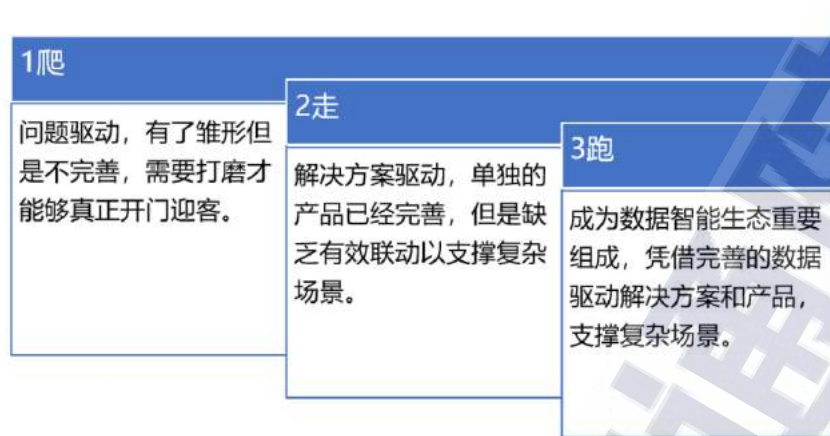 1爬
问题驱动，有了雏形但
是不完善，需要打磨才
能够真正开门迎客。
2走
解决方案驱动，单独的
产品已经完善，但是缺
乏有效联动以支撑复杂
场景。
3跑
成为数据智能生态重要
组成，凭借完善的数据
驱动解决方案和产品，
支撑复杂场景。